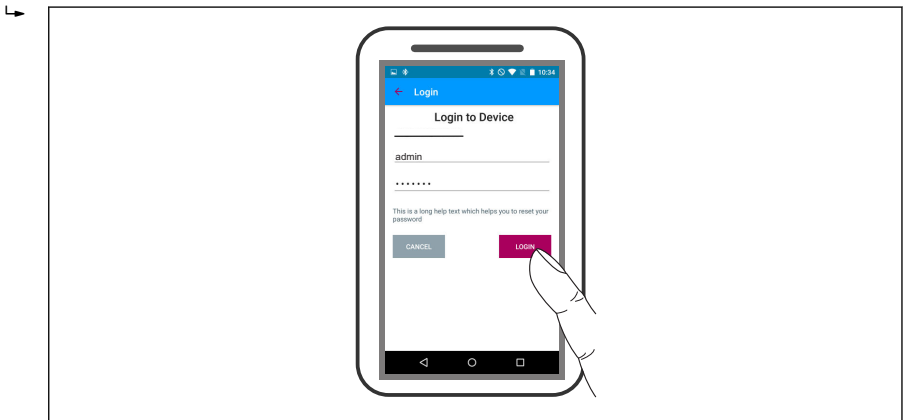 10:34
Login
Login to Device
admin
•••••••
This is a long help text which helps you to reset your
password
CANCEL LOGIN